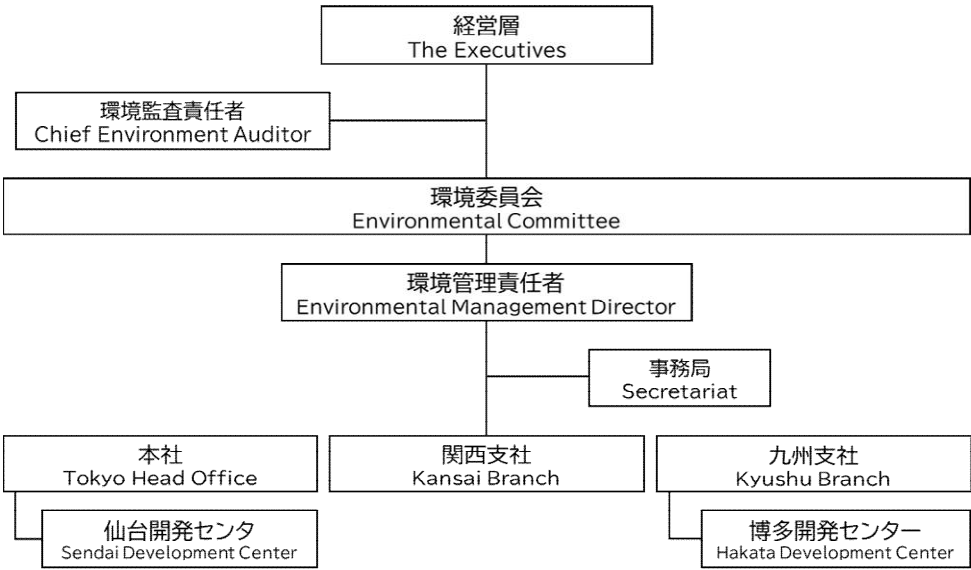 経営層
The Executives
環境監査責任者
Chief Environment Auditor
環境委員会
Environmental Committee
環境管理責任者
Environmental Management Director
事務局
Secretariat
本社
Tokyo Head Office
関西支社
Kansai Branch
九州支社
Kyushu Branch
仙台開発センタ
Sendai Development Center
博多開発センター
Hakata Development Center